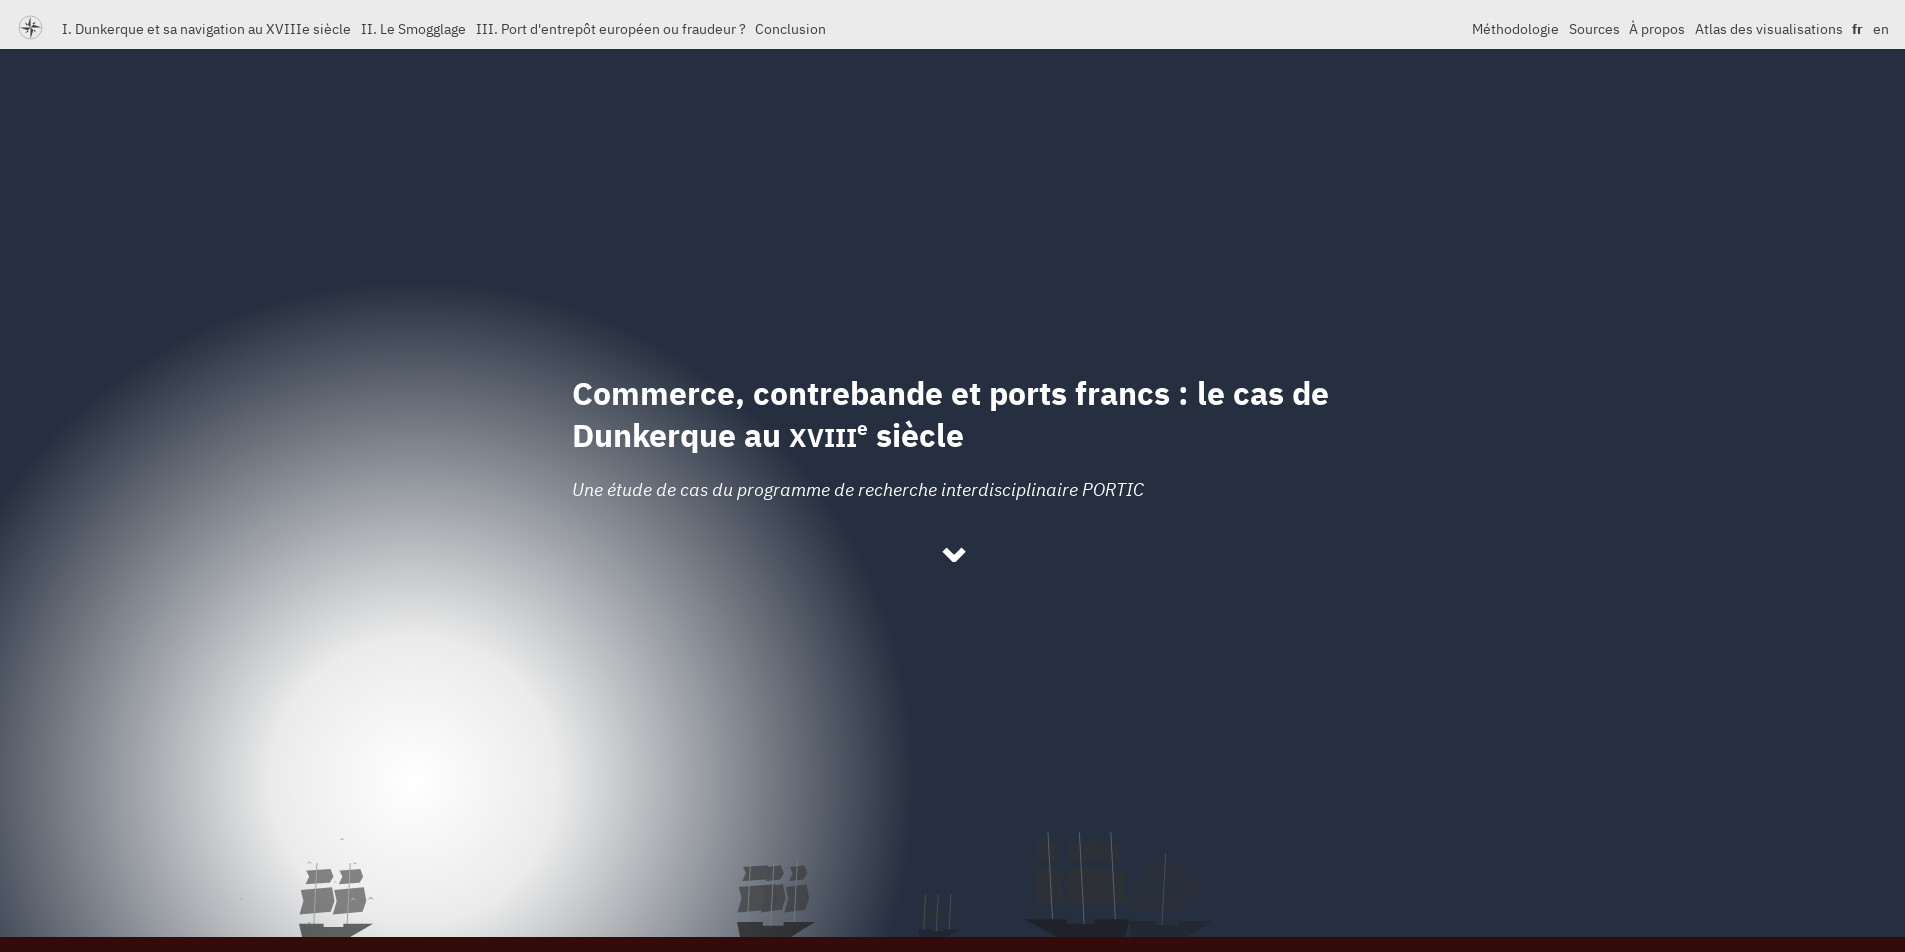 I. Dunkerque et sa navigation au XVIIIe siècle II. Le Smogglage III. Port d'entrepôt européen ou fraudeur ? Conclusion Méthodologie Sources À propos Atlas des visualisations fr en
Commerce, contrebande et ports francs : le cas de
Dunkerque au XVIIIe siècle
Une étude de cas du programme de recherche interdisciplinaire PORTIC